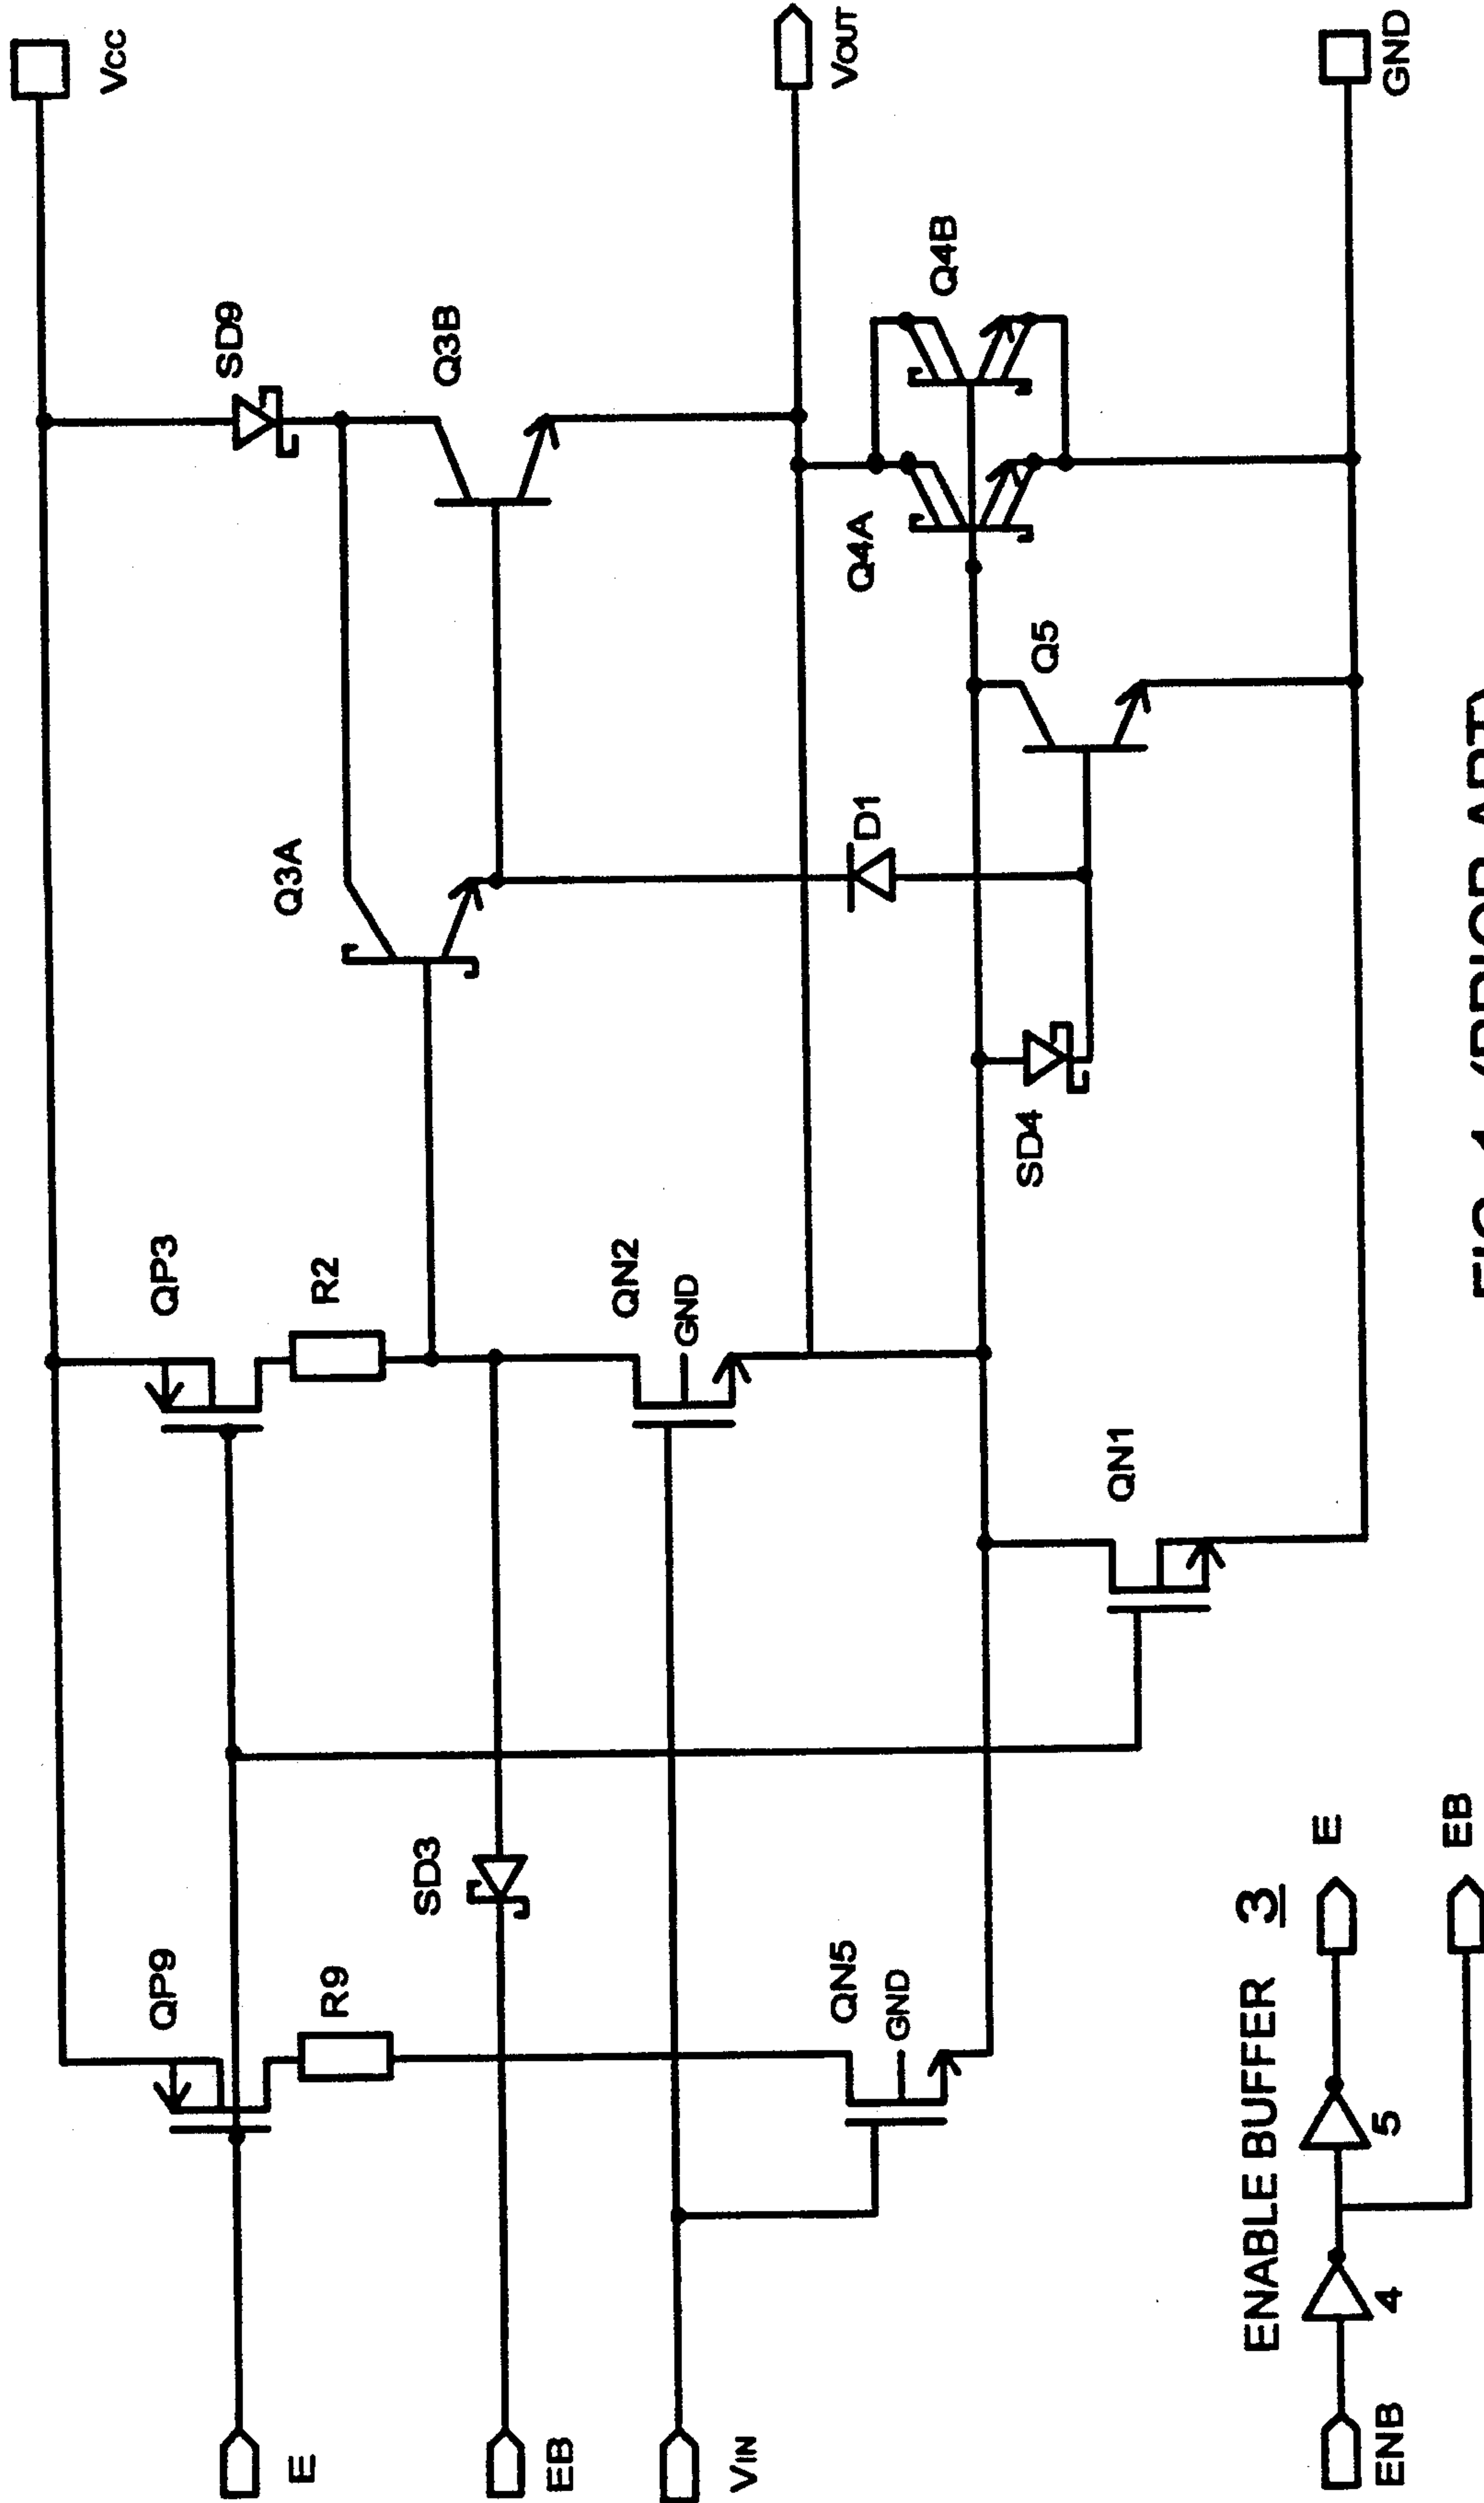 Vcc
SD9
Q3B
Q3A
QP3
R2
QP9
R9
SD3
E
EB
VIN
VOUT
QN2
GND
D1
Q4A
Q4B
Q5
SD4
QN5
GND
QN1
GND
ENABLE BUFFER 3
ENB
4
5
E
EB